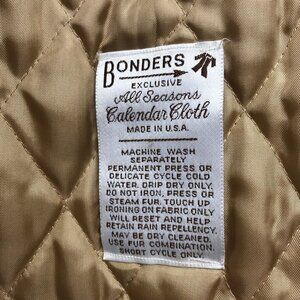 BONDERS
EXCLUSIVE
All Seasons
Calendar Cloth
MADE IN U.S.A.
MACHINE WASH
SEPARATELY
PERMANENT PRESS OR
DELICATE CYCLE COLD
WATER. DRIP DRY ONLY.
DO NOT IRON, PRESS OR
STEAM FUR. TOUCH UP
IRONING ON FABRIC ONLY
WILL RESET AND HELP
RETAIN RAIN REPELLENCY.
MAY BE DRY CLEANED.
USE FUR COMBINATION.
SHORT CYCLE ONLY.